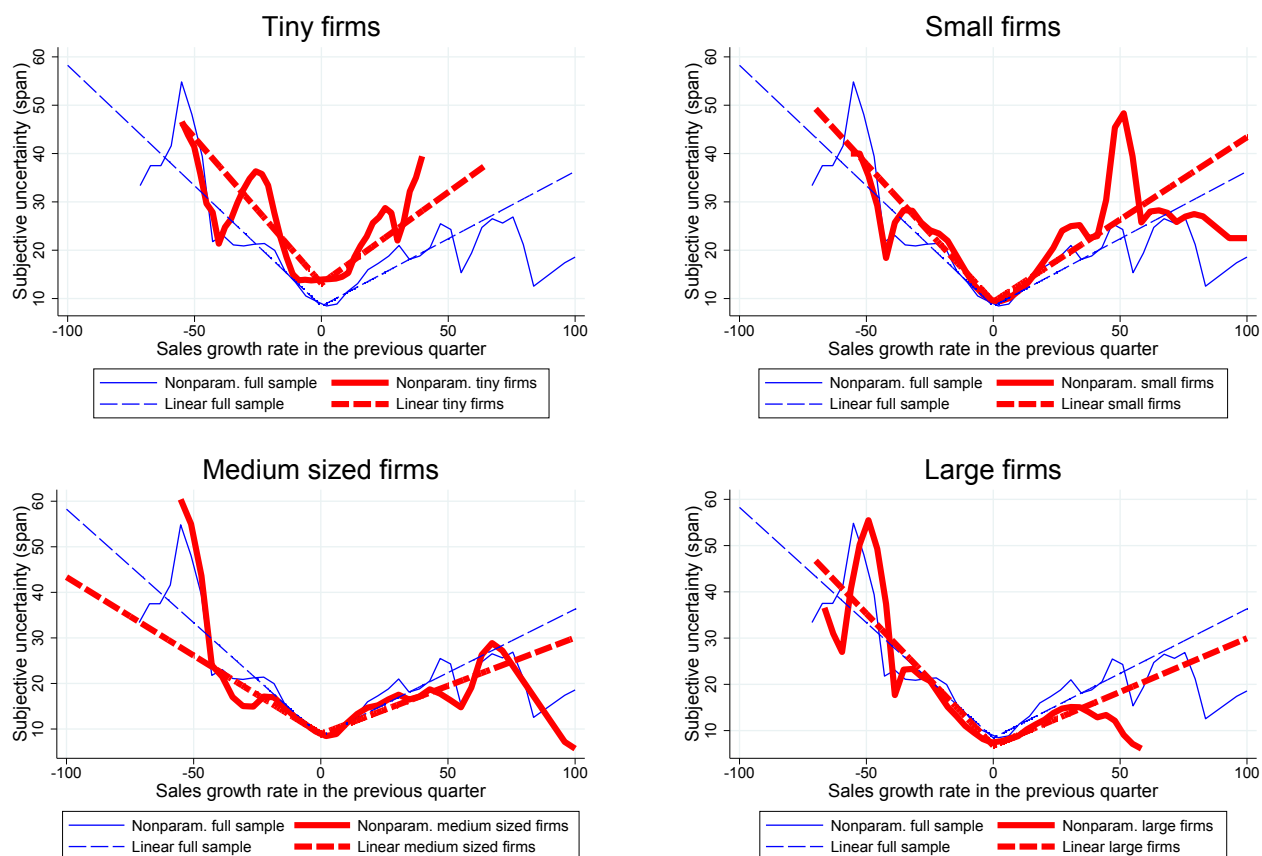 Tiny firms
Subjective uncertainty (span)
60
50
40
30
20
10
-100 -50 0 50 100
Sales growth rate in the previous quarter
Nonparam. full sample Nonparam. tiny firms
Linear full sample Linear tiny firms
Small firms
Subjective uncertainty (span)
60
50
40
30
20
10
-100 -50 0 50 100
Sales growth rate in the previous quarter
Nonparam. full sample Nonparam. small firms
Linear full sample Linear small firms
Medium sized firms
Subjective uncertainty (span)
60
50
40
30
20
10
-100 -50 0 50 100
Sales growth rate in the previous quarter
Nonparam. full sample Nonparam. medium sized firms
Linear full sample Linear medium sized firms
Large firms
Subjective uncertainty (span)
60
50
40
30
20
10
-100 -50 0 50 100
Sales growth rate in the previous quarter
Nonparam. full sample Nonparam. large firms
Linear full sample Linear large firms